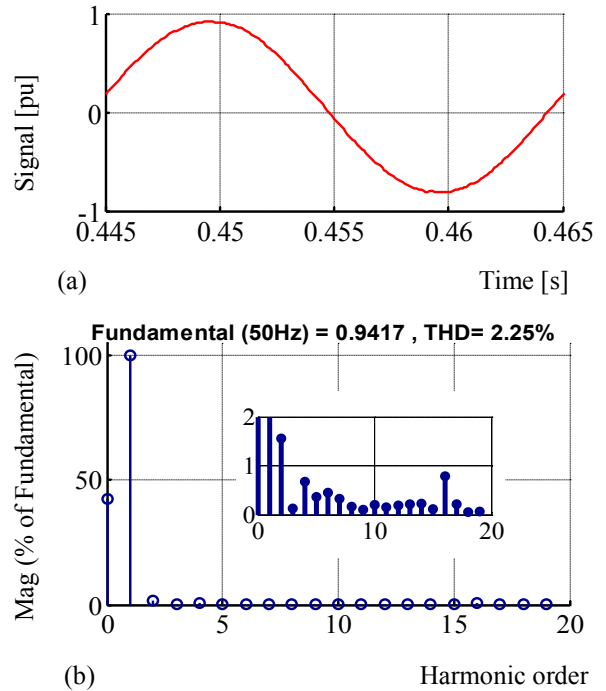 1
0
-1
Signal [pu]
0.445 0.45 0.455 0.46 0.465
(a) Time [s]
Fundamental (50Hz) = 0.9417 , THD= 2.25%
100
50
0
Mag (% of Fundamental)
2
1
0
0 10 20
0 5 10 15 20
(b) Harmonic order